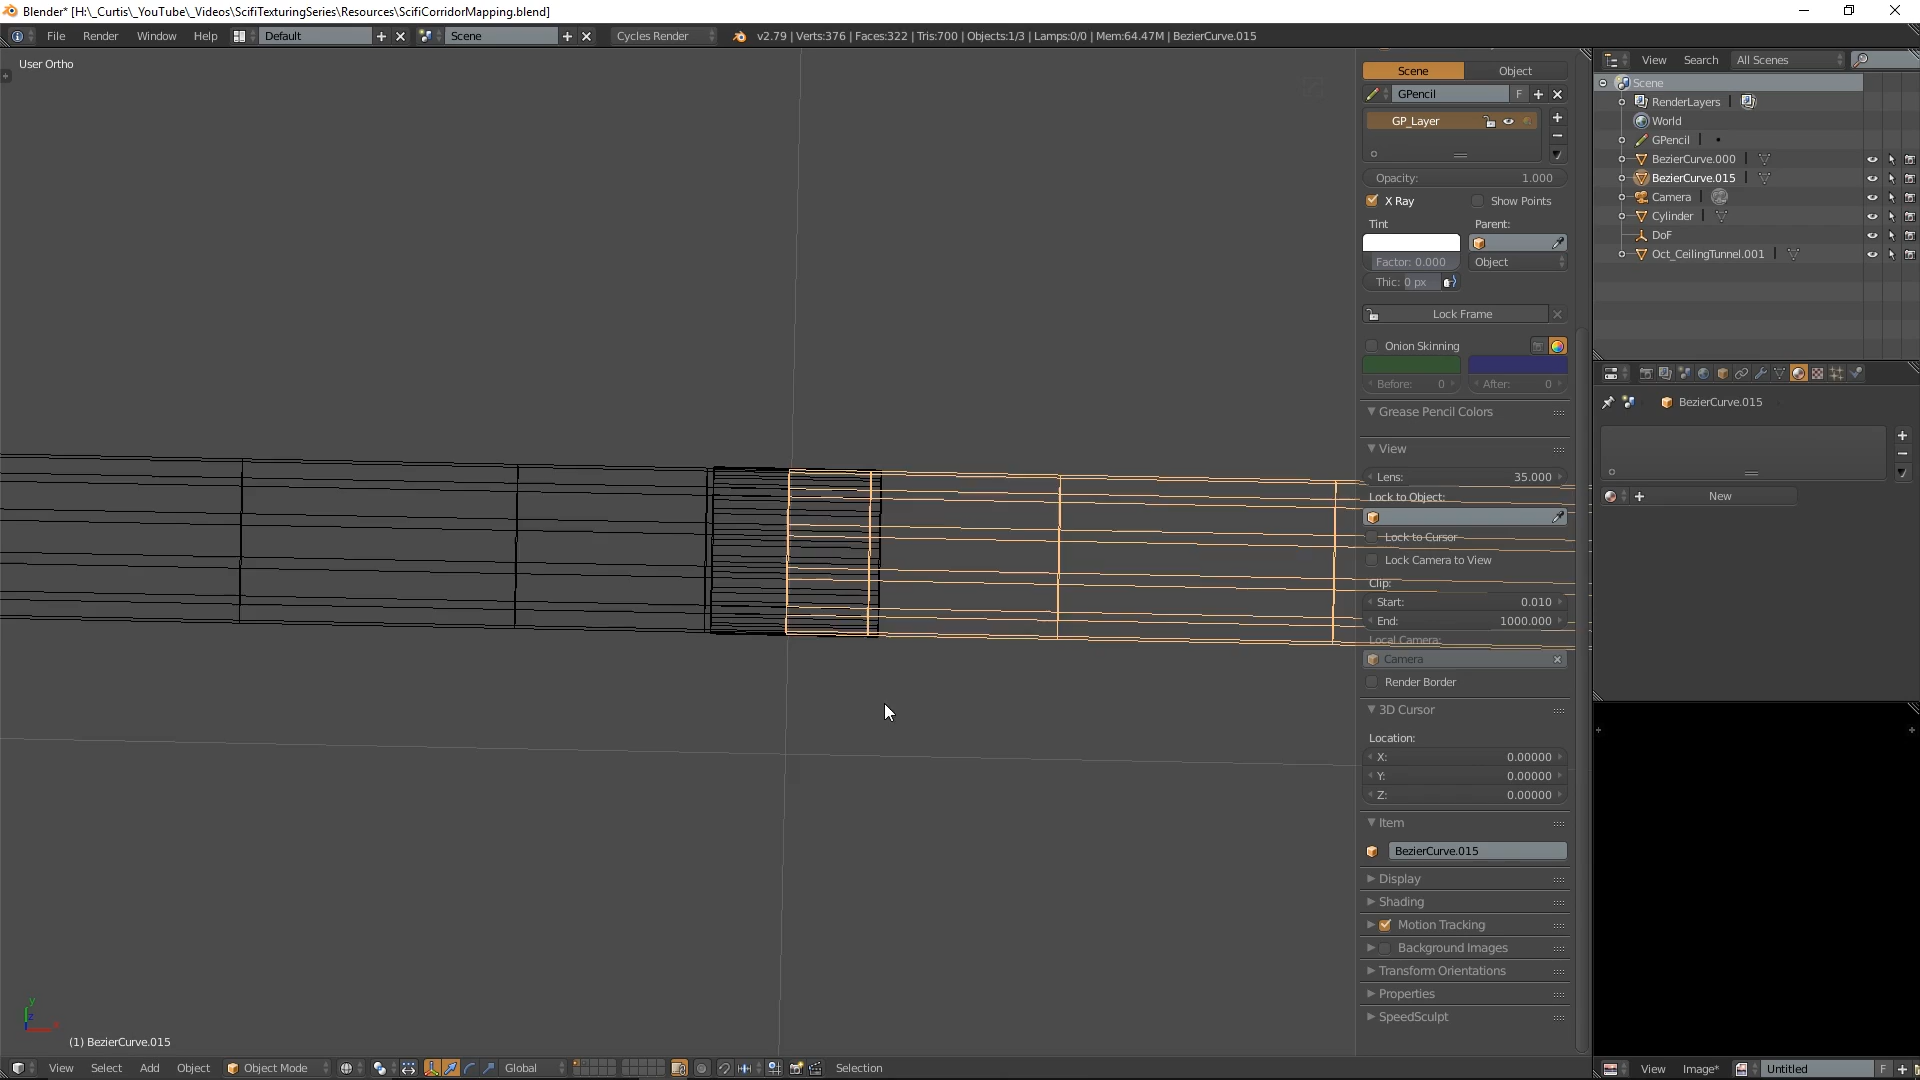 Blender* [H:\_Curtis\_YouTube\_Videos\ScifiTexturingSeries\Resources\ScifiCorridorMapping.blend]
File Render Window Help Default Scene Cycles Render v2.79 | Verts:376 | Faces:322 | Tris:700 | Objects:1/3 | Lamps:0/0 | Mem:64.47M | BezierCurve.015
User Ortho
Scene Object
GPencil F
GP_Layer
Opacity: 1.000
X Ray Show Points
Tint Parent:
Factor: 0.000 Object
Thic: 0 px
Lock Frame
Onion Skinning
Before: 0 After: 0
Grease Pencil Colors
View
Lens: 35.000
Lock to Object:
Lock to Cursor
Lock Camera to View
Clip:
Start: 0.010
End: 1000.000
Local Camera:
Camera
Render Border
3D Cursor
Location:
X: 0.00000
Y: 0.00000
Z: 0.00000
Item
BezierCurve.015
Display
Shading
Motion Tracking
Background Images
Transform Orientations
Properties
SpeedSculpt
View Search All Scenes
Scene
RenderLayers
World
GPencil
BezierCurve.000
BezierCurve.015
Camera
Cylinder
DoF
Oct_CeilingTunnel.001
BezierCurve.015
New
y
z
x
(1) BezierCurve.015
View Select Add Object Object Mode Global Selection
View Image* Untitled F